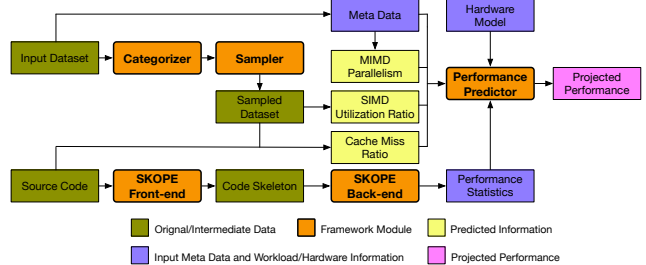 Meta Data
Hardware
Model
Input Dataset
Categorizer
Sampler
MIMD
Parallelism
Performance
Predictor
Projected
Performance
Sampled
Dataset
SIMD
Utilization Ratio
Cache Miss
Ratio
Source Code
SKOPE
Front-end
Code Skeleton
SKOPE
Back-end
Performance
Statistics
Orignal/Intermediate Data
Framework Module
Predicted Information
Input Meta Data and Workload/Hardware Information
Projected Performance